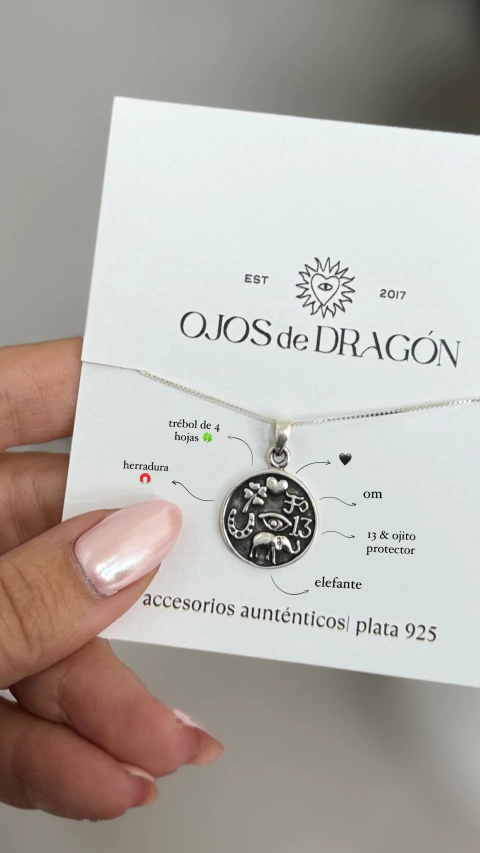 EST
2017
OJOS de DRAGÓN
trébol de 4
hojas 🍀
🖤
herradura
🧲
om
13
13 & ojito
protector
elefante
accesorios aunténticos| plata 925